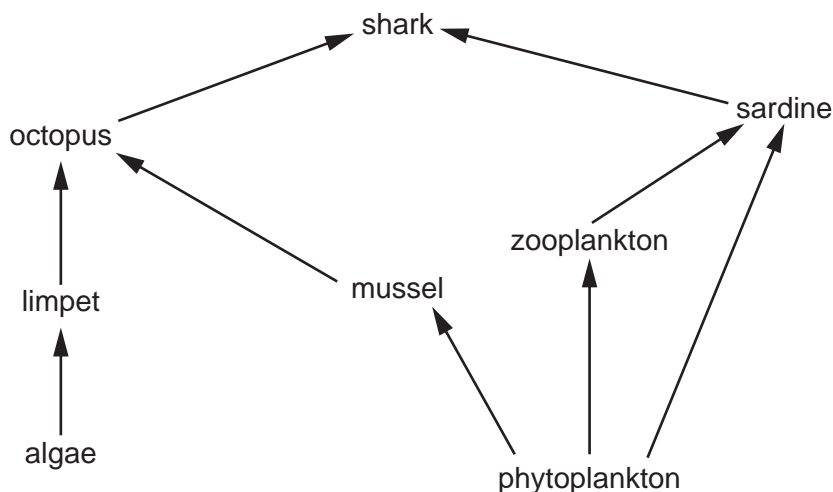 shark
sardine
octopus
zooplankton
mussel
limpet
algae
phytoplankton